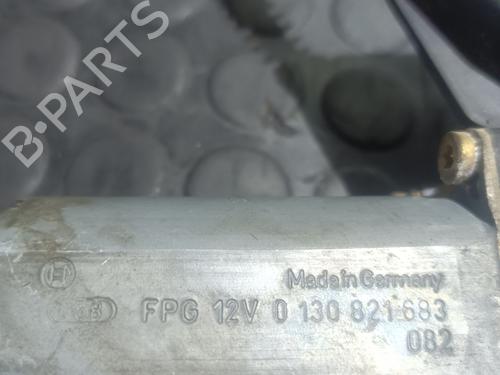 B-PARTS
Made in Germany
FPG 12V 0 130 821 683
082